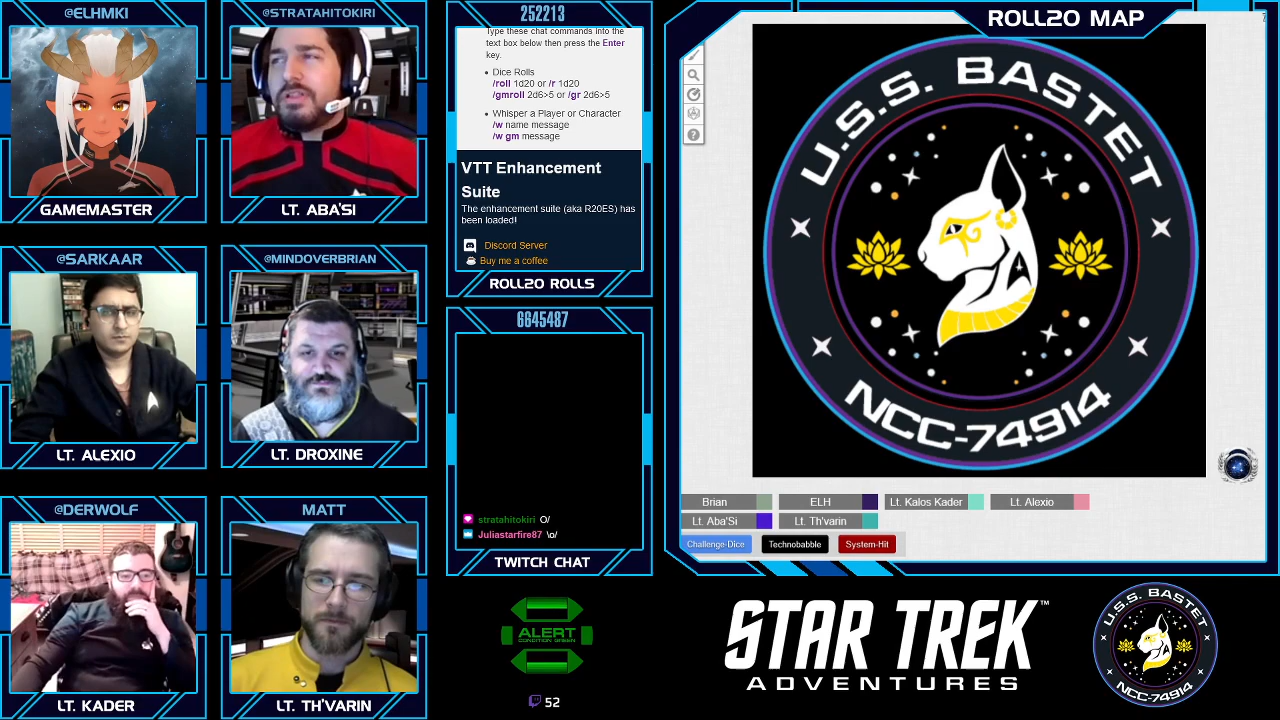 @ELHMKI
GAMEMASTER
@STRATAHITOKIRI
LT. ABA'SI
@SARKAAR
LT. ALEXIO
@MINDOVERBRIAN
LT. DROXINE
@DERWOLF
LT. KADER
MATT
LT. TH'VARIN
252213
Type these chat commands into the
text box below then press the Enter
key.
• Dice Rolls
/roll 1d20 or /r 1d20
/gmroll 2d6>5 or /gr 2d6>5
• Whisper a Player or Character
/w name message
/w gm message
VTT Enhancement
Suite
The enhancement suite (aka R20ES) has
been loaded!
Discord Server
Buy me a coffee
ROLL20 ROLLS
6645487
stratahitokiri O/
Juliastarfire87 \o/
TWITCH CHAT
ALERT
CONDITION GREEN
52
ROLL20 MAP
U.S.S. BASTET
NCC-74914
Brian
ELH
Lt. Kalos Kader
Lt. Alexio
Lt. Aba'Si
Lt. Th'varin
Challenge-Dice
Technobabble
System-Hit
STAR TREK™
ADVENTURES
U.S.S. BASTET
NCC-74914